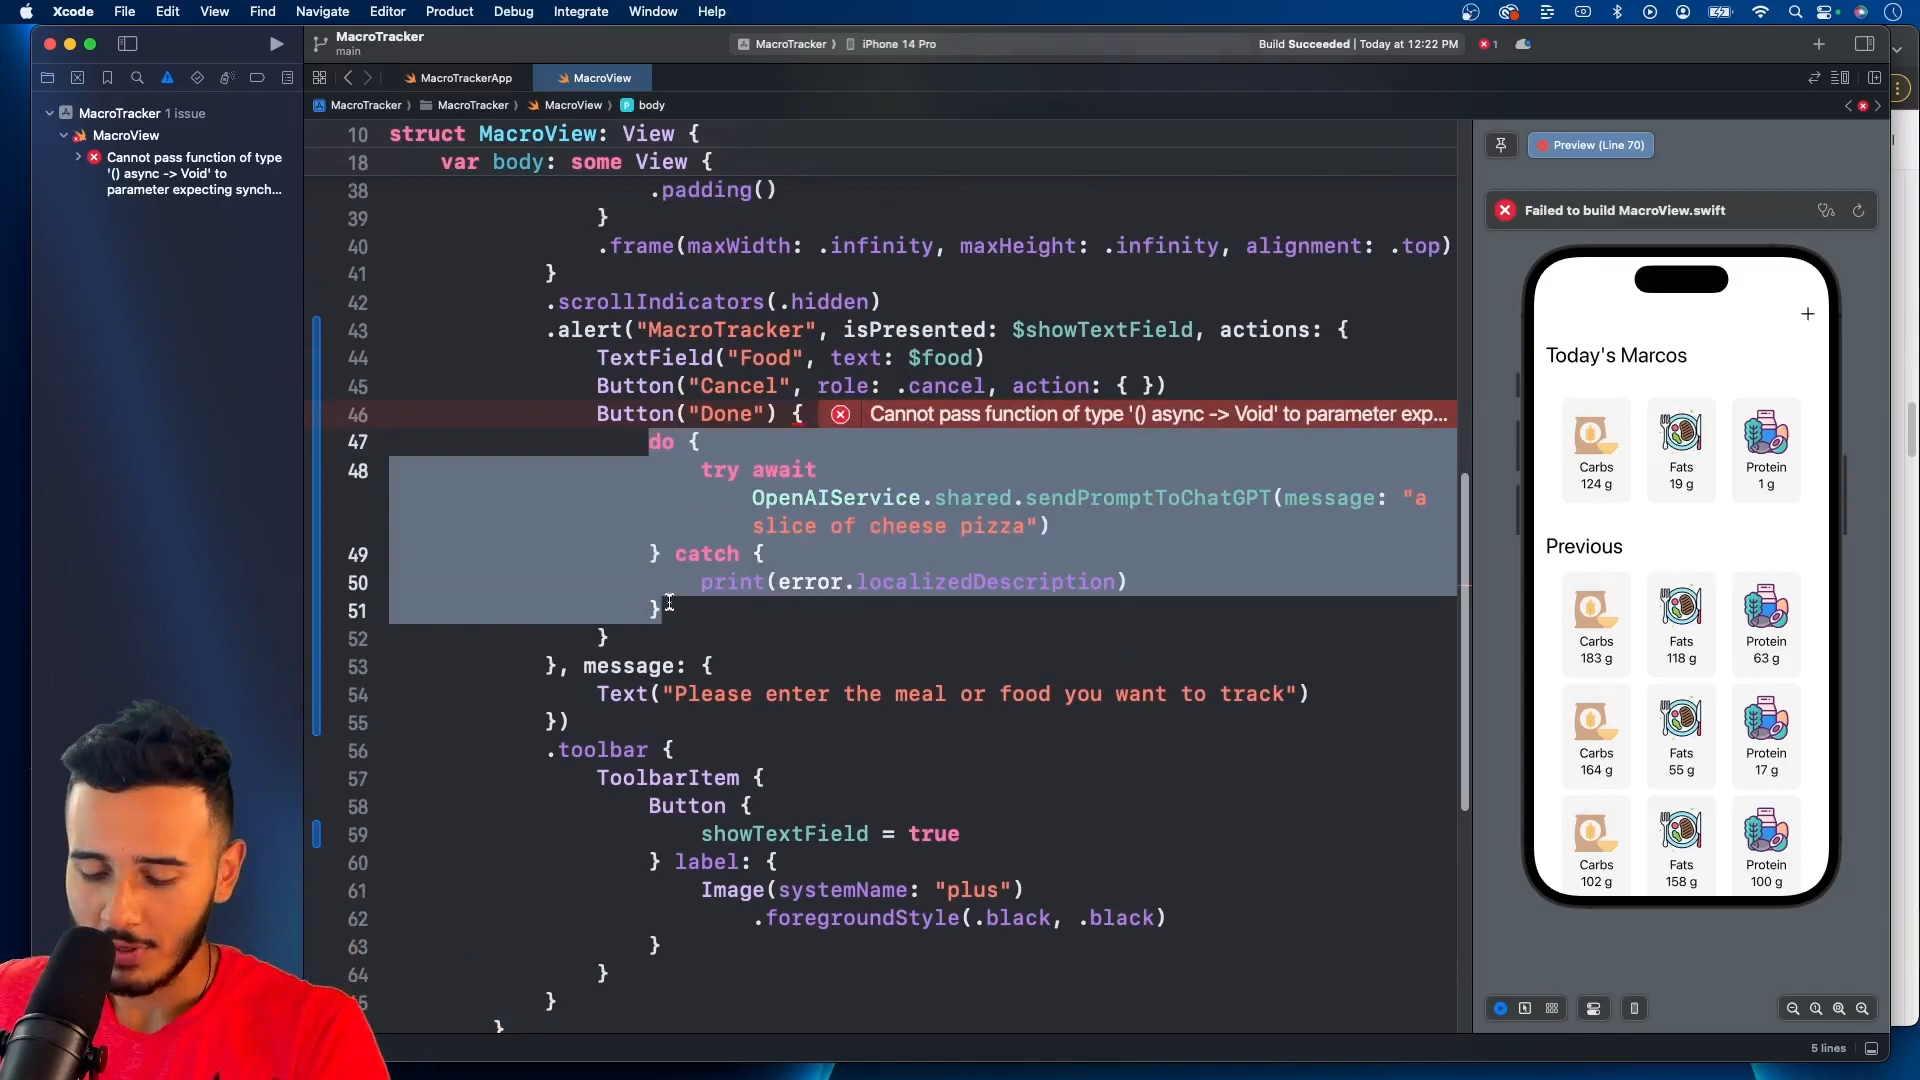 Xcode File Edit View Find Navigate Editor Product Debug Integrate Window Help
MacroTracker
main
MacroTracker iPhone 14 Pro
Build Succeeded | Today at 12:22 PM
1
MacroTrackerApp
MacroView
MacroTracker MacroTracker MacroView body
MacroTracker 1 issue
MacroView
Cannot pass function of type
'() async -> Void' to
parameter expecting synch...
10 struct MacroView: View {
18 var body: some View {
38 .padding()
39 }
40 .frame(maxWidth: .infinity, maxHeight: .infinity, alignment: .top)
41 }
42 .scrollIndicators(.hidden)
43 .alert("MacroTracker", isPresented: $showTextField, actions: {
44 TextField("Food", text: $food)
45 Button("Cancel", role: .cancel, action: { })
46 Button("Done") { Cannot pass function of type '() async -> Void' to parameter exp...
47 do {
48 try await
OpenAIService.shared.sendPromptToChatGPT(message: "a
slice of cheese pizza")
49 } catch {
50 print(error.localizedDescription)
51 }
52 }
53 }, message: {
54 Text("Please enter the meal or food you want to track")
55 })
56 .toolbar {
57 ToolbarItem {
58 Button {
59 showTextField = true
60 } label: {
61 Image(systemName: "plus")
62 .foregroundStyle(.black, .black)
63 }
64 }
}
}
Preview (Line 70)
Failed to build MacroView.swift
+
Today's Marcos
Carbs Fats Protein
124 g 19 g 1 g
Previous
Carbs Fats Protein
183 g 118 g 63 g
Carbs Fats Protein
164 g 55 g 17 g
Carbs Fats Protein
102 g 158 g 100 g
5 lines